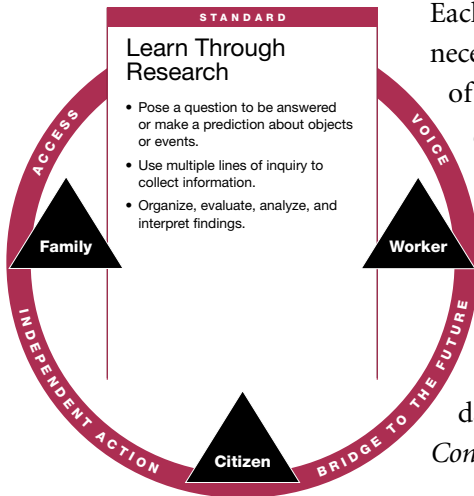 STANDARD
Learn Through
Research
• Pose a question to be answered
or make a prediction about objects
or events.
• Use multiple lines of inquiry to
collect information.
• Organize, evaluate, analyze, and
interpret findings.
ACCESS
VOICE
Family
Worker
INDEPENDENT ACTION
BRIDGE TO THE FUTURE
Citizen
Each
nece
of
d
Con